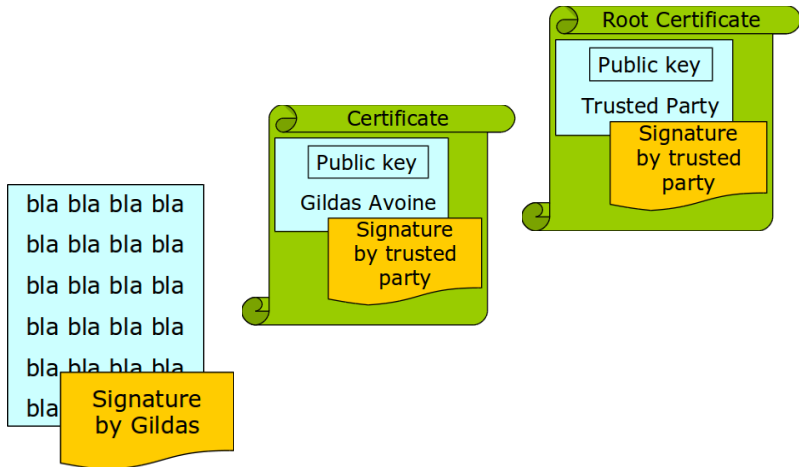 Root Certificate
Public key
Trusted Party
Signature
by trusted
party
Certificate
Public key
Gildas Avoine
Signature
by trusted
party
bla bla bla bla
bla bla bla bla
bla bla bla bla
bla bla bla bla
bla bla bla bla
bla
Signature
by Gildas